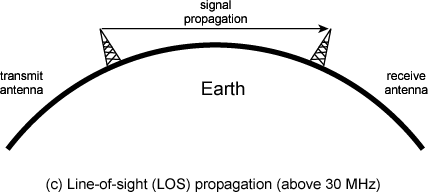 signal
propagation
transmit
antenna
Earth
receive
antenna
(c) Line-of-sight (LOS) propagation (above 30 MHz)